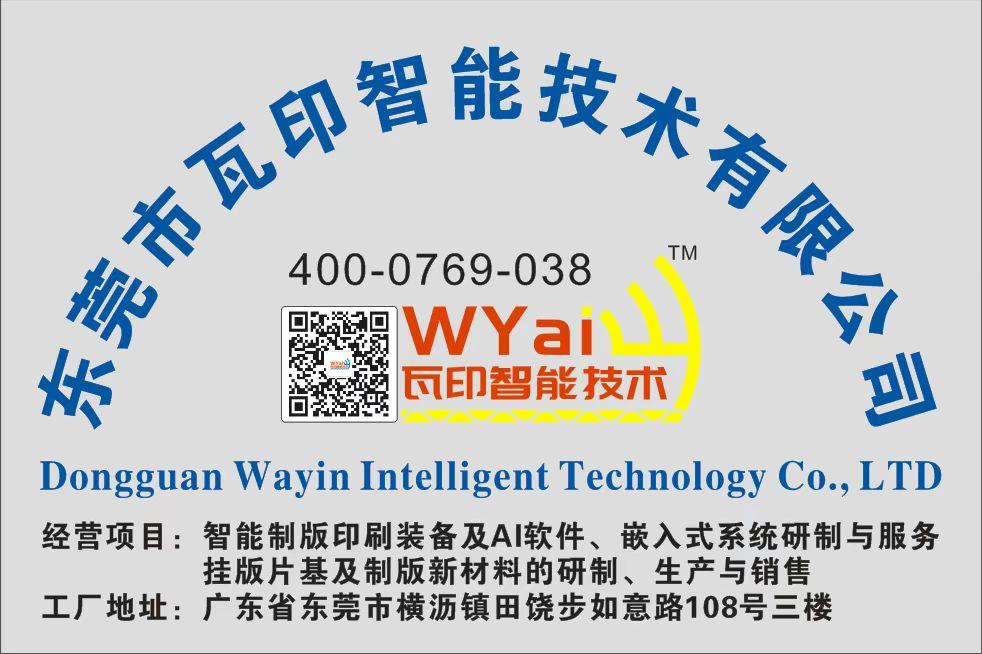 东莞市瓦印智能技术有限公司
400-0769-038
TM
WYai
瓦印智能技术
Dongguan Wayin Intelligent Technology Co., LTD
经营项目：智能制版印刷装备及AI软件、嵌入式系统研制与服务
挂版片基及制版新材料的研制、生产与销售
工厂地址：广东省东莞市横沥镇田饶步如意路108号三楼